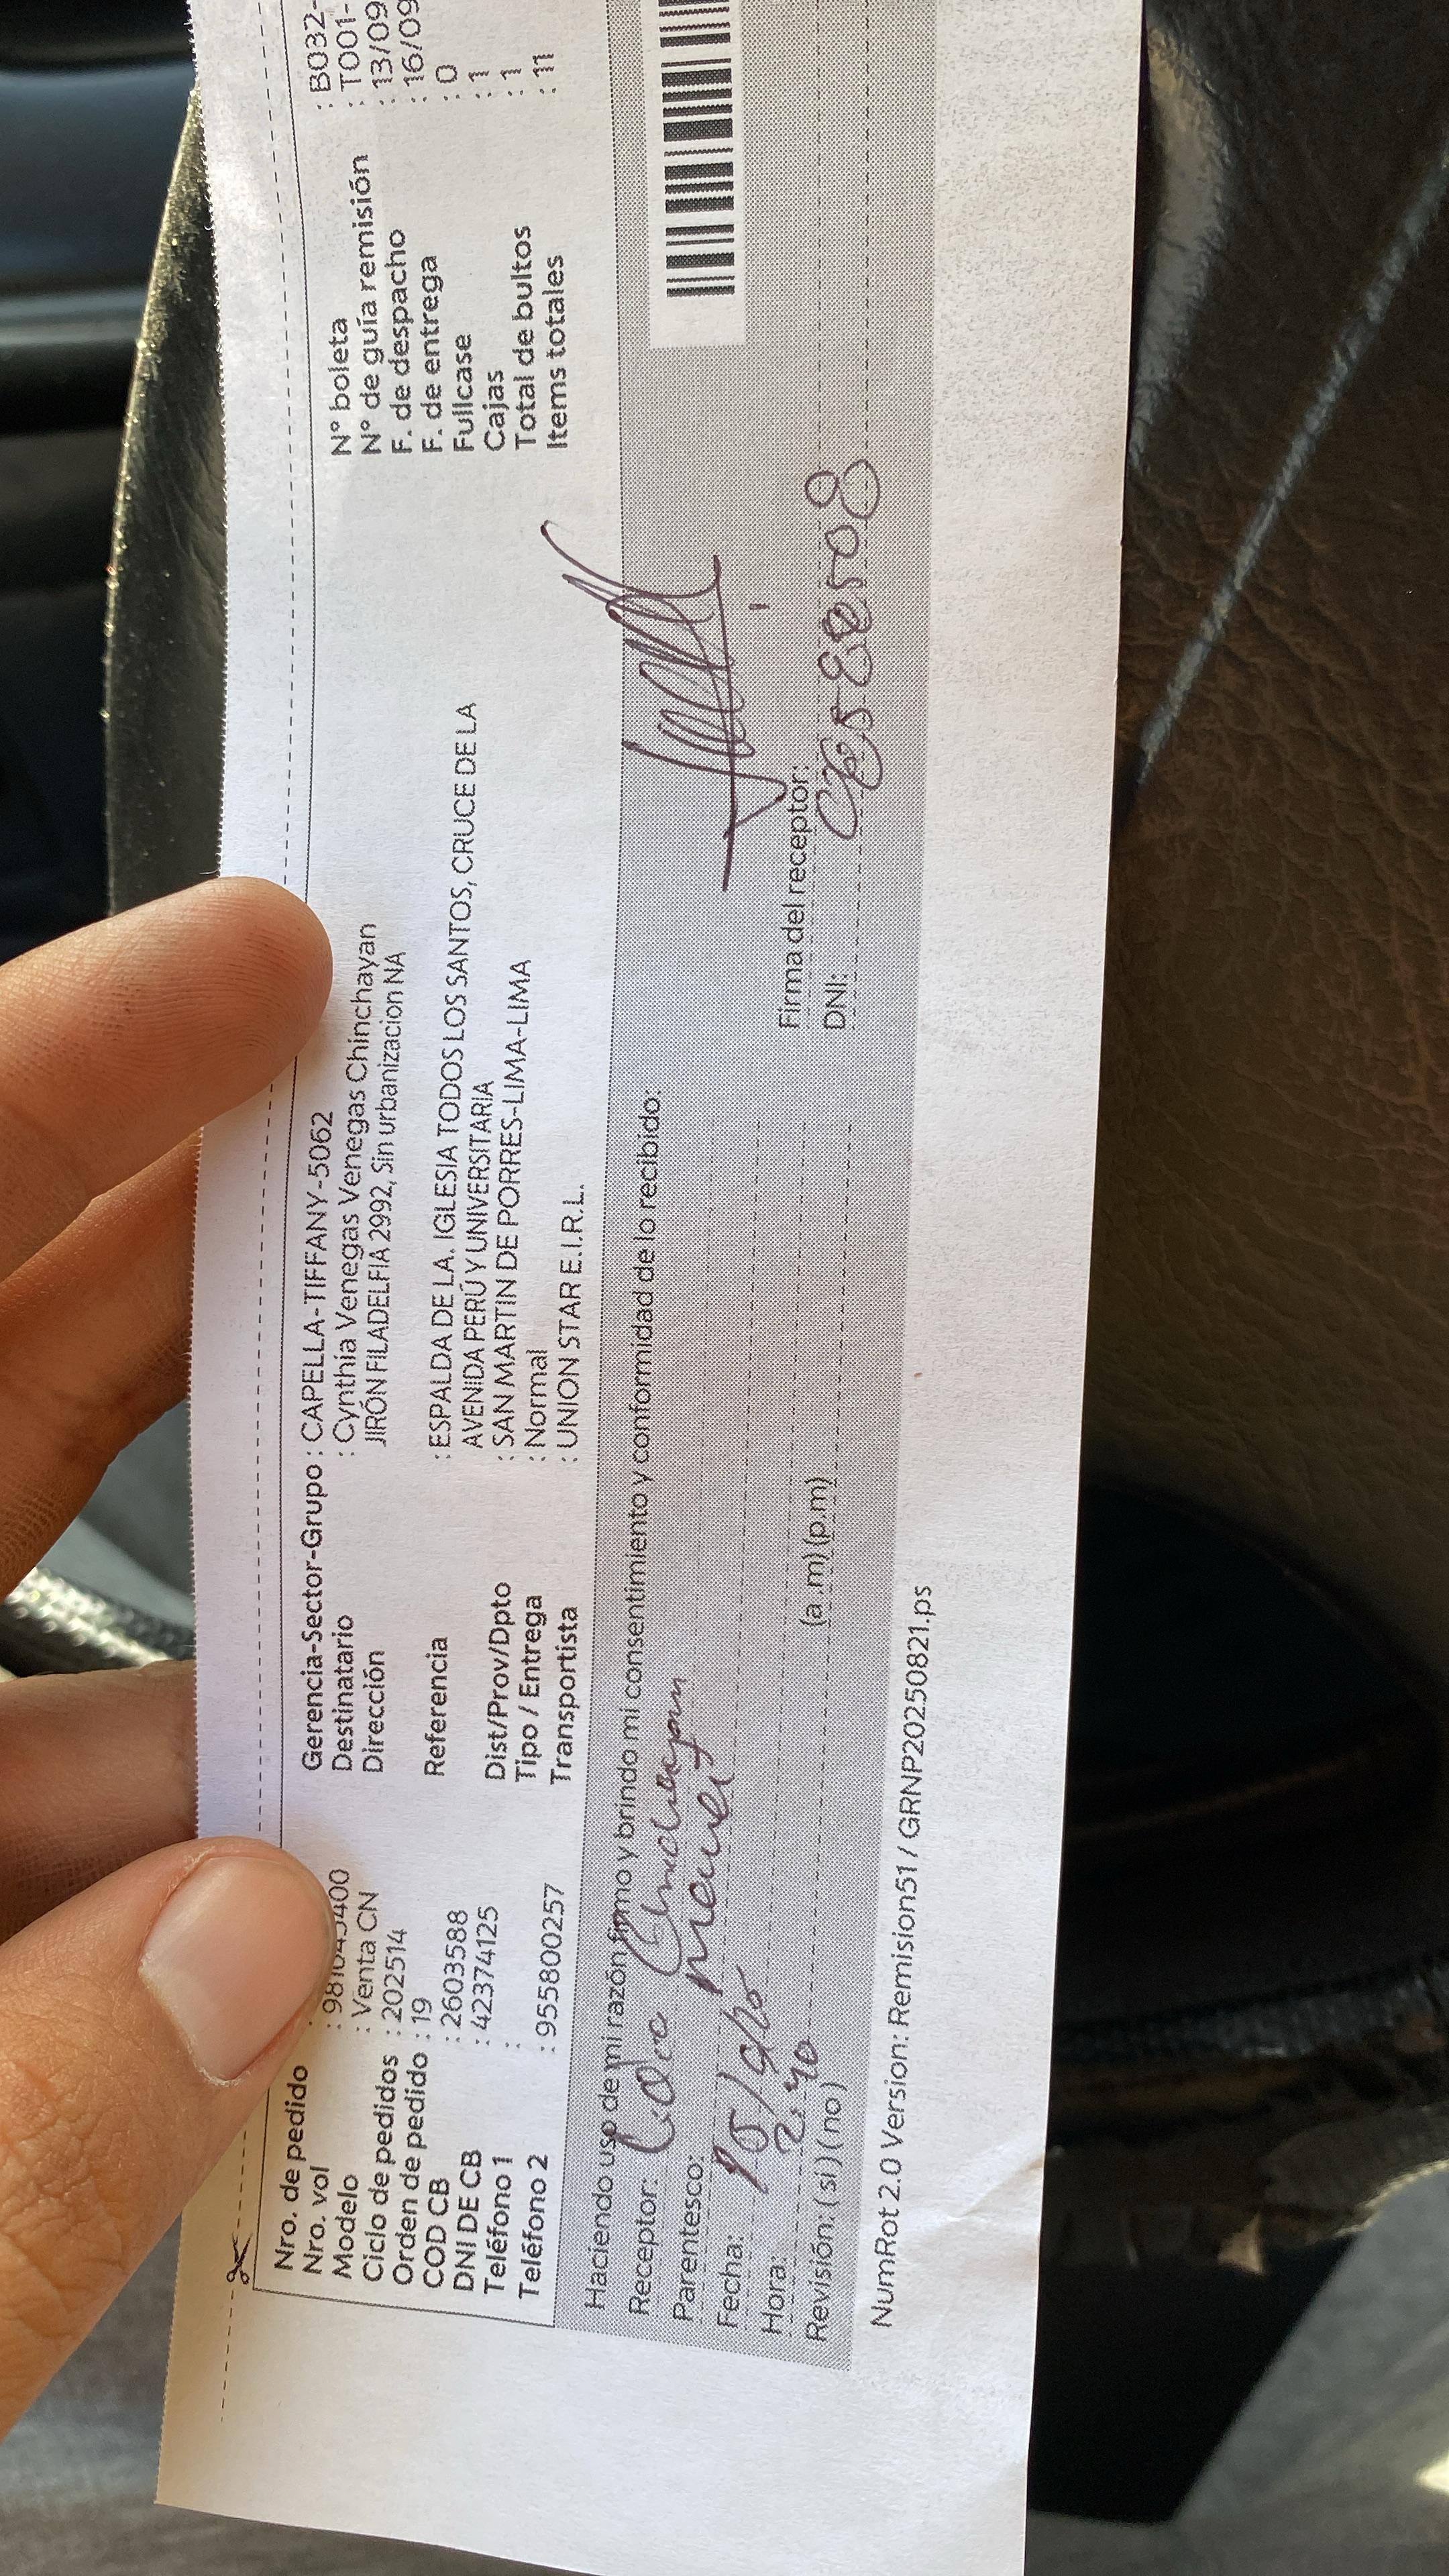 Nro. de pedido :
Nro. vol
Modelo : Venta CN
Ciclo de pedidos : 202514
Orden de pedido : 19
COD CB : 2603588
DNI DE CB : 42374125
Teléfono 1 :
Teléfono 2 : 955800257
Gerencia-Sector-Grupo : CAPELLA-TIFFANY-5062
Destinatario : Cynthia Venegas Venegas Chinchayan
Dirección JIRÓN FILADELFIA 2992, Sin urbanizacion NA
Referencia : ESPALDA DE LA. IGLESIA TODOS LOS SANTOS, CRUCE DE LA
AVENIDA PERÚ Y UNIVERSITARIA
Dist/Prov/Dpto : SAN MARTIN DE PORRES-LIMA-LIMA
Tipo / Entrega : Normal
Transportista : UNION STAR E.I.R.L.
N° boleta : B032-
N° de guía remisión : T001-
F. de despacho : 13/09
F. de entrega : 16/09
Fullcase : 0
Cajas : 1
Total de bultos : 1
Items totales : 11
Haciendo uso de mi razón firmo y brindo mi consentimiento y conformidad de lo recibido:
Receptor: Chinchayan
Parentesco:
Fecha: 15/9/25
Hora: 2:40 (a.m) (p.m)
Revisión: ( si ) ( no )
Firma del receptor:
DNI:
NumRot 2.0 Version: Remision51 / GRNP20250821.ps